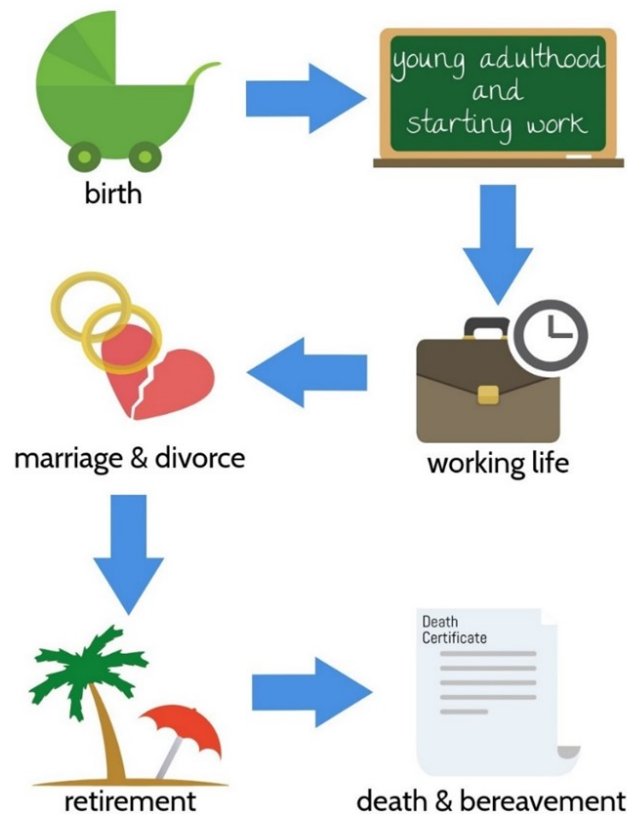 birth
young adulthood
and
starting work
working life
marriage & divorce
retirement
Death
Certificate
death & bereavement